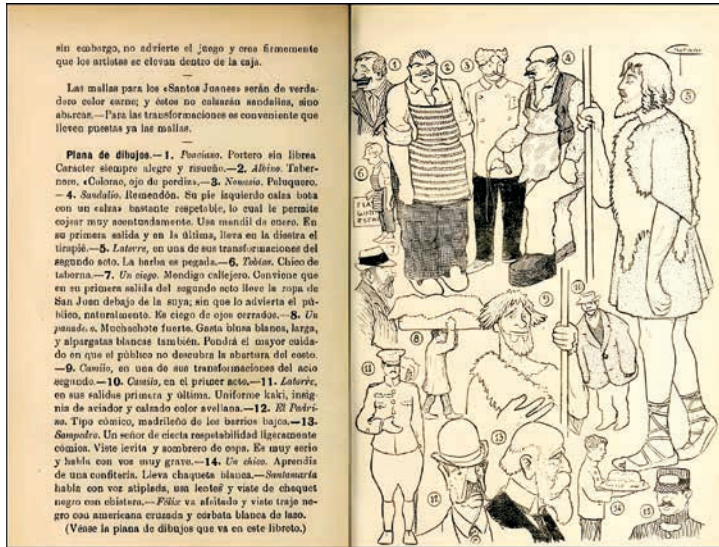 sin embargo, no advierte el juego y cree firmemente
que los artistas se elevan dentro de la caja.
Las mallas para los «Santos Juanes» serán de verda-
dero color carne; y éstos no calzarán sandalias, sino
abarcas.—Para las transformaciones es conveniente que
lleven puestas ya las mallas.
Plana de dibujos.—1. Ponciano. Portero sin librea
Caracter siempre alegre y risueño.—2. Albino. Taber-
nero. «Colorao, ojo de perdiz».—3. Nemesio. Peluquero.
—4. Sandalio. Remendón. Su pie izquierdo calza bota
con un «alza» bastante respetable, lo cual le permite
cojear muy acentuadamente. Usa mandil de cuero. En
su primera salida y en la última, lleva en la diestra el
tirapié.—5. Latorre, en una de sus transformaciones del
segundo acto. La barba es pegada.—6. Tobías. Chico de
taberna.—7. Un ciego. Mendigo callejero. Conviene que
en su primera salida del segundo acto lleve la ropa de
San Juan debajo de la suya; sin que lo advierta el pú-
blico, naturalmente. Es ciego de ojos cerrados.—8. Un
panadero. Muchachote fuerte. Gasta blusa blanca, larga,
y alpargatas blancas también. Pondrá el mayor cuida-
do en que el público no descubra la abertura del cesto.
—9. Camilo, en una de sus transformaciones del acto
segundo.—10. Camilo, en el primer acto.—11. Latorre,
en sus salidas primera y última. Uniforme kaki, insig-
nia de aviador y calzado color avellana.—12. El Padri-
no. Tipo cómico, madrileño de los barrios bajos.—13.
Sampedro. Un señor de cierta respetabilidad ligeramente
cómica. Viste levita y sombrero de copa. Es muy serio
y habla con voz muy grave.—14. Un chico. Aprendiz
de una confitería. Lleva chaqueta blanca.—Santamaría
habla con voz atiplada, usa lentes y viste de chaquet
negro con chistera.—Félix va afeitado y viste traje ne-
gro con americana cruzada y corbata blanca de lazo.
(Véase la plana de dibujos que va en este libreto.)
1
2
3
4
5
6
7
8
9
10
11
12
13
14
15